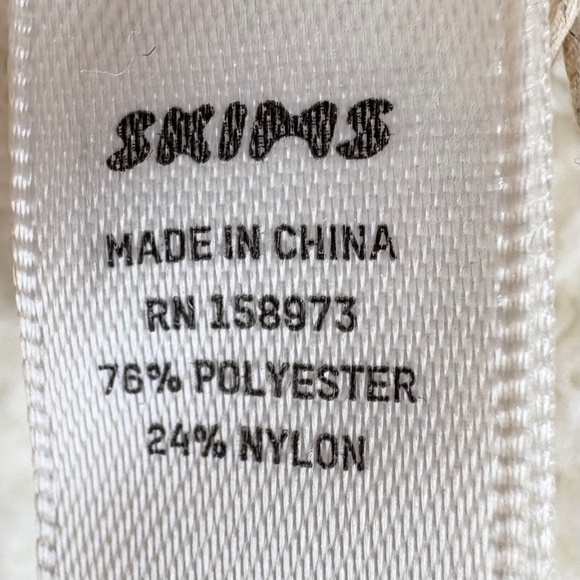 SKIMS
MADE IN CHINA
RN 158973
76% POLYESTER
24% NYLON